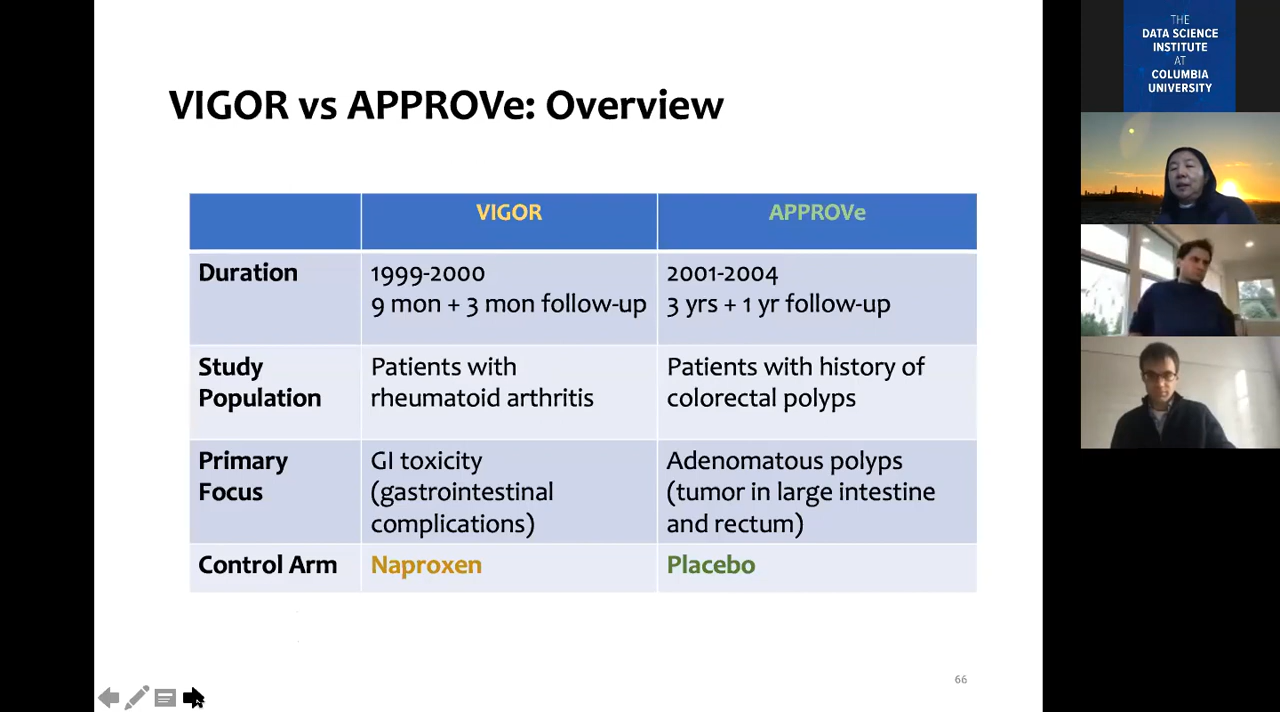 VIGOR vs APPROVe: Overview
VIGOR
APPROVe
Duration
1999-2000
9 mon + 3 mon follow-up
2001-2004
3 yrs + 1 yr follow-up
Study
Population
Patients with
rheumatoid arthritis
Patients with history of
colorectal polyps
Primary
Focus
GI toxicity
(gastrointestinal
complications)
Adenomatous polyps
(tumor in large intestine
and rectum)
Control Arm
Naproxen
Placebo
66
THE
DATA SCIENCE
INSTITUTE
AT
COLUMBIA
UNIVERSITY